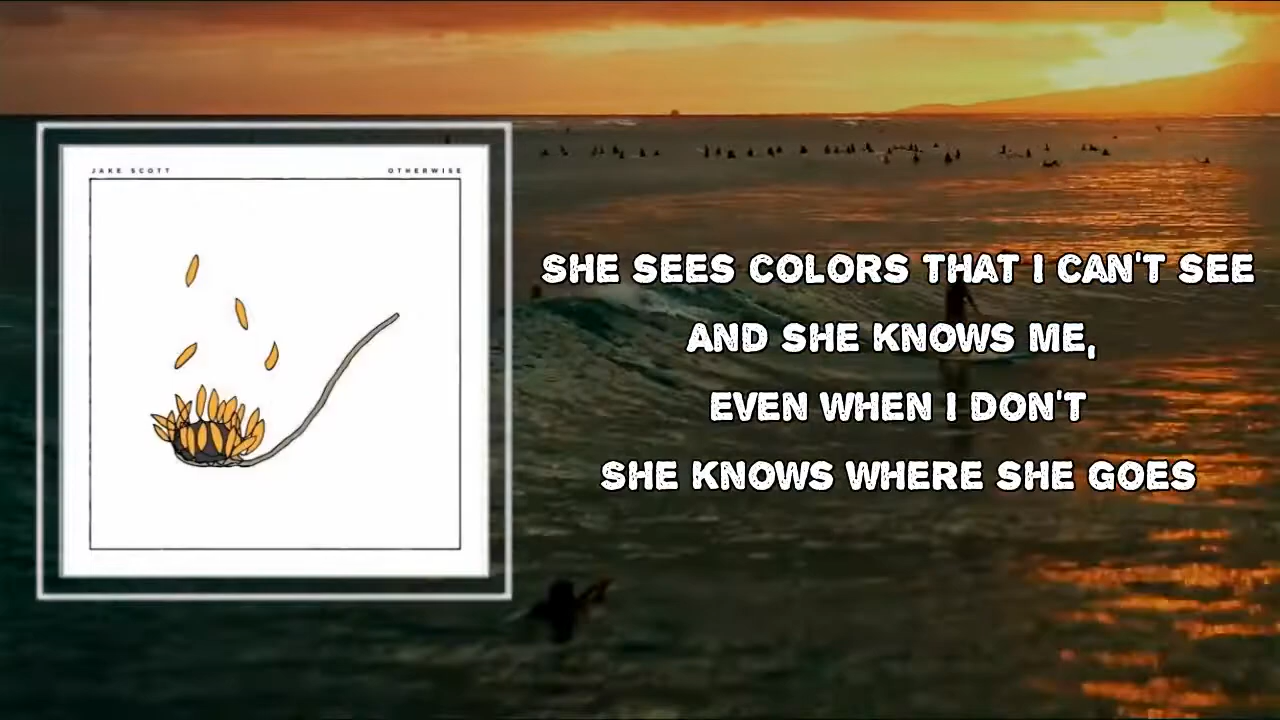 JAKE SCOTT
OTHERWISE
SHE SEES COLORS THAT I CAN'T SEE
AND SHE KNOWS ME,
EVEN WHEN I DON'T
SHE KNOWS WHERE SHE GOES